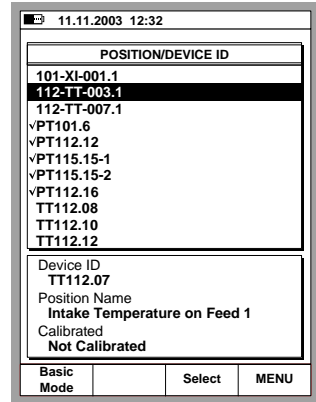 11.11.2003 12:32
POSITION/DEVICE ID
101-XI-001.1
112-TT-003.1
112-TT-007.1
√PT101.6
√PT112.12
√PT115.15-1
√PT115.15-2
√PT112.16
TT112.08
TT112.10
TT112.12
Device ID
TT112.07
Position Name
Intake Temperature on Feed 1
Calibrated
Not Calibrated
Basic Mode Select MENU